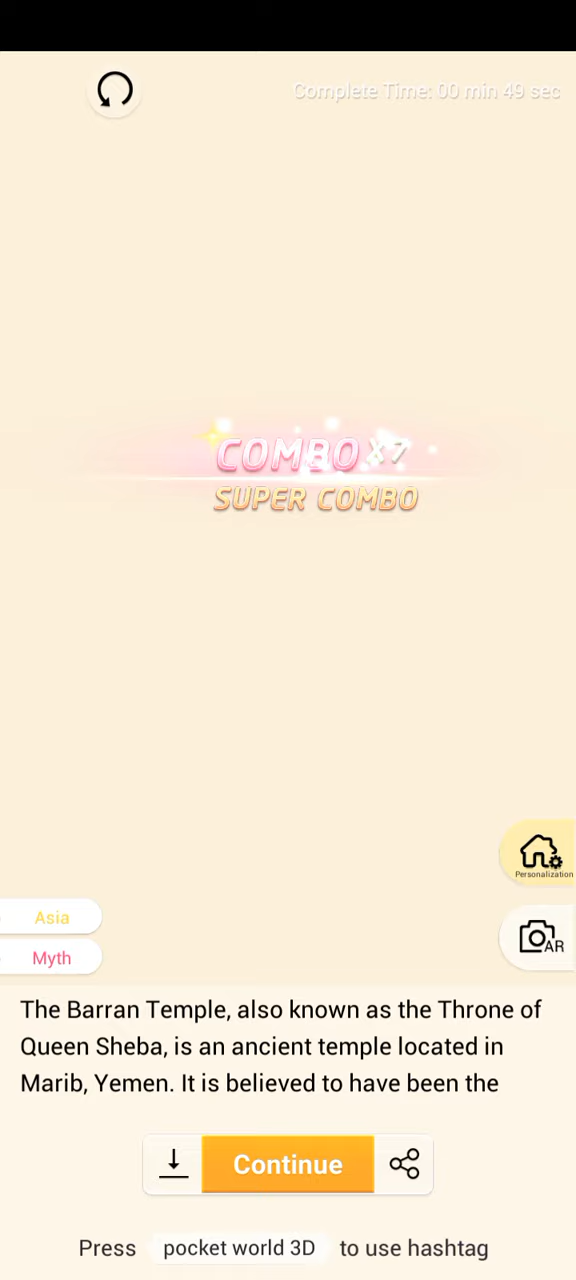 Complete Time: 00 min 49 sec
COMBO X7
SUPER COMBO
Personalization
AR
Asia
Myth
The Barran Temple, also known as the Throne of
Queen Sheba, is an ancient temple located in
Marib, Yemen. It is believed to have been the
Continue
Press pocket world 3D to use hashtag